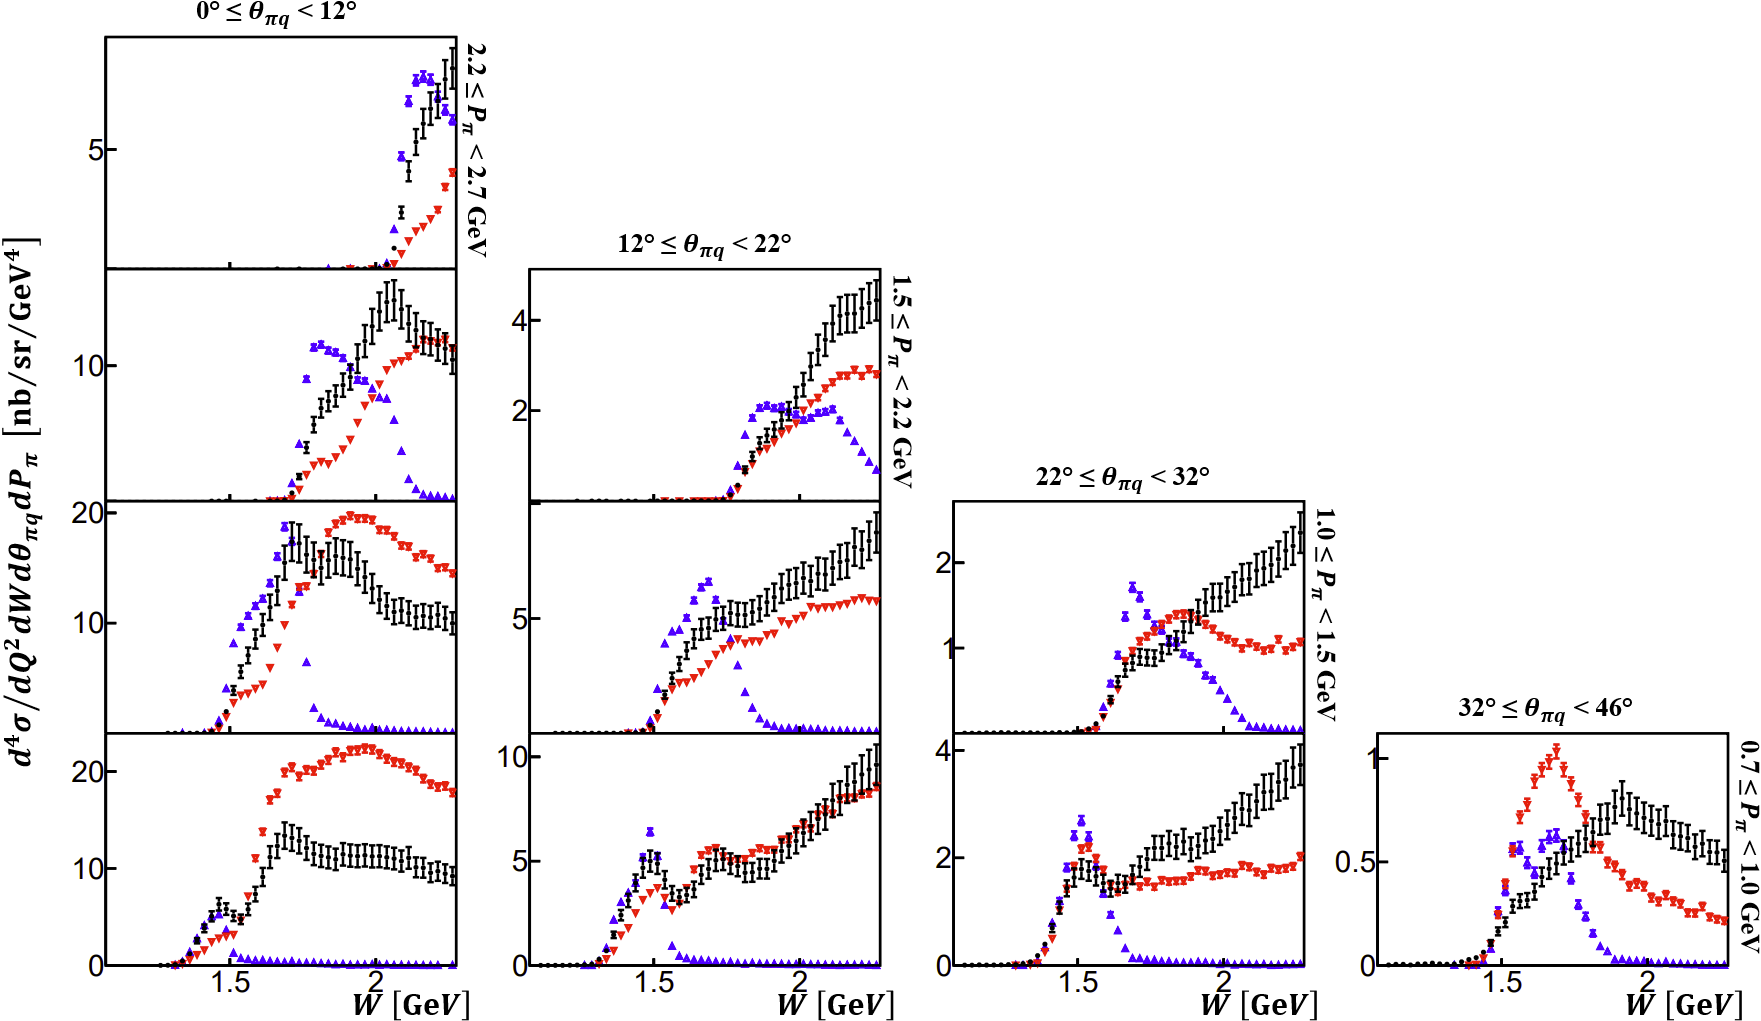 0° ≤ θπq < 12°
2.2 ≤ Pπ < 2.7 GeV
5
12° ≤ θπq < 22°
1.5 ≤ Pπ < 2.2 GeV
10
4
2
22° ≤ θπq < 32°
1.0 ≤ Pπ < 1.5 GeV
20
10
5
2
1
32° ≤ θπq < 46°
0.7 ≤ Pπ < 1.0 GeV
20
10
0
10
5
0
4
2
0
1
0.5
0
1.5 2
1.5 2
1.5 2
1.5 2
W [GeV]
W [GeV]
W [GeV]
W [GeV]
d⁴σ/dQ²dWdθπqdPπ [nb/sr/GeV⁴]